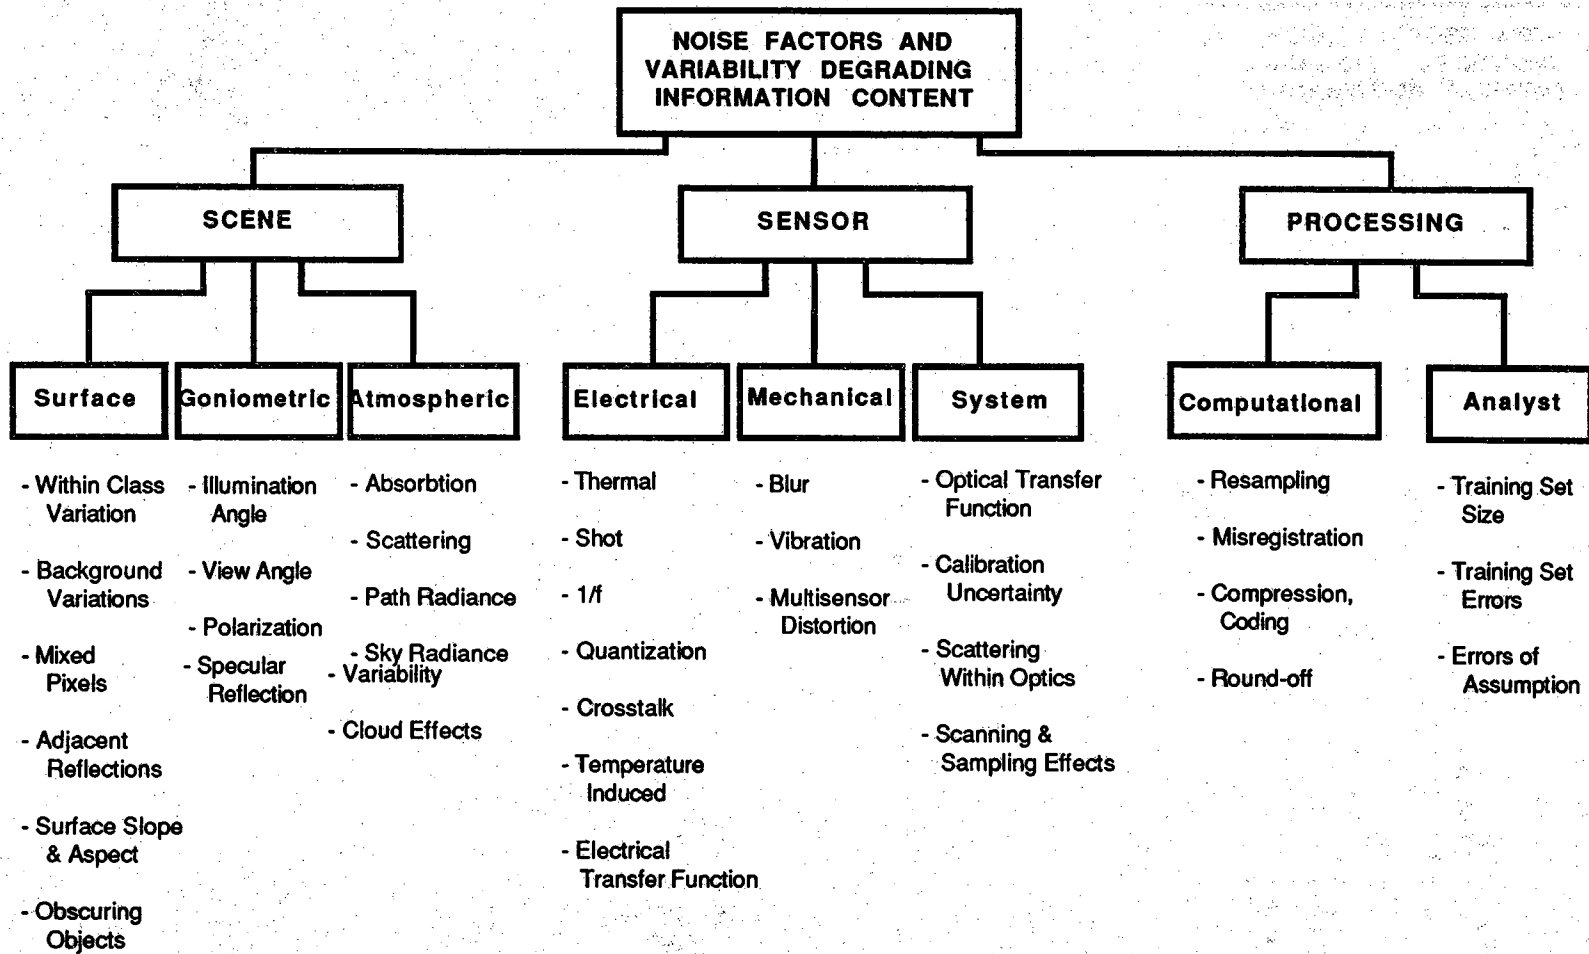 NOISE FACTORS AND
VARIABILITY DEGRADING
INFORMATION CONTENT
SCENE
SENSOR
PROCESSING
Surface
Goniometric
Atmospheric
Electrical
Mechanical
System
Computational
Analyst
- Within Class
Variation
- Background
Variations
- Mixed
Pixels
- Adjacent
Reflections
- Surface Slope
& Aspect
- Obscuring
Objects
- Illumination
Angle
- View Angle
- Polarization
- Specular
Reflection
- Absorbtion
- Scattering
- Path Radiance
- Sky Radiance
- Variability
- Cloud Effects
- Thermal
- Shot
- 1/f
- Quantization
- Crosstalk
- Temperature
Induced
- Electrical
Transfer Function
- Blur
- Vibration
- Multisensor
Distortion
- Optical Transfer
Function
- Calibration
Uncertainty
- Scattering
Within Optics
- Scanning &
Sampling Effects
- Resampling
- Misregistration
- Compression,
Coding
- Round-off
- Training Set
Size
- Training Set
Errors
- Errors of
Assumption